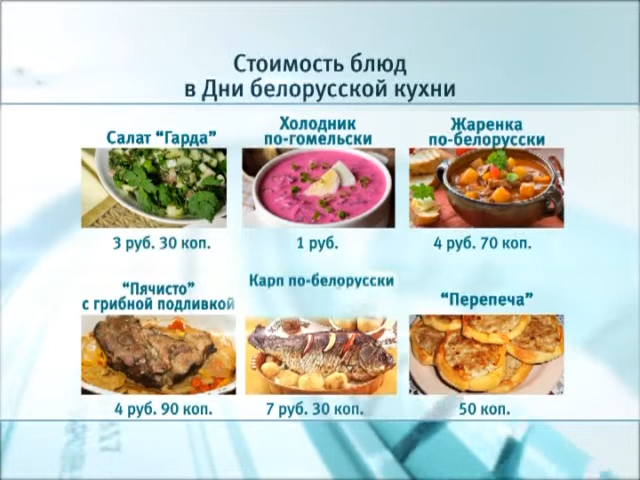 Стоимость блюд
в Дни белорусской кухни
Салат "Гарда"
Холодник
по-гомельски
Жаренка
по-белорусски
3 руб. 30 коп.
1 руб.
4 руб. 70 коп.
"Пячисто"
с грибной подливкой
Карп по-белорусски
"Перепеча"
4 руб. 90 коп.
7 руб. 30 коп.
50 коп.